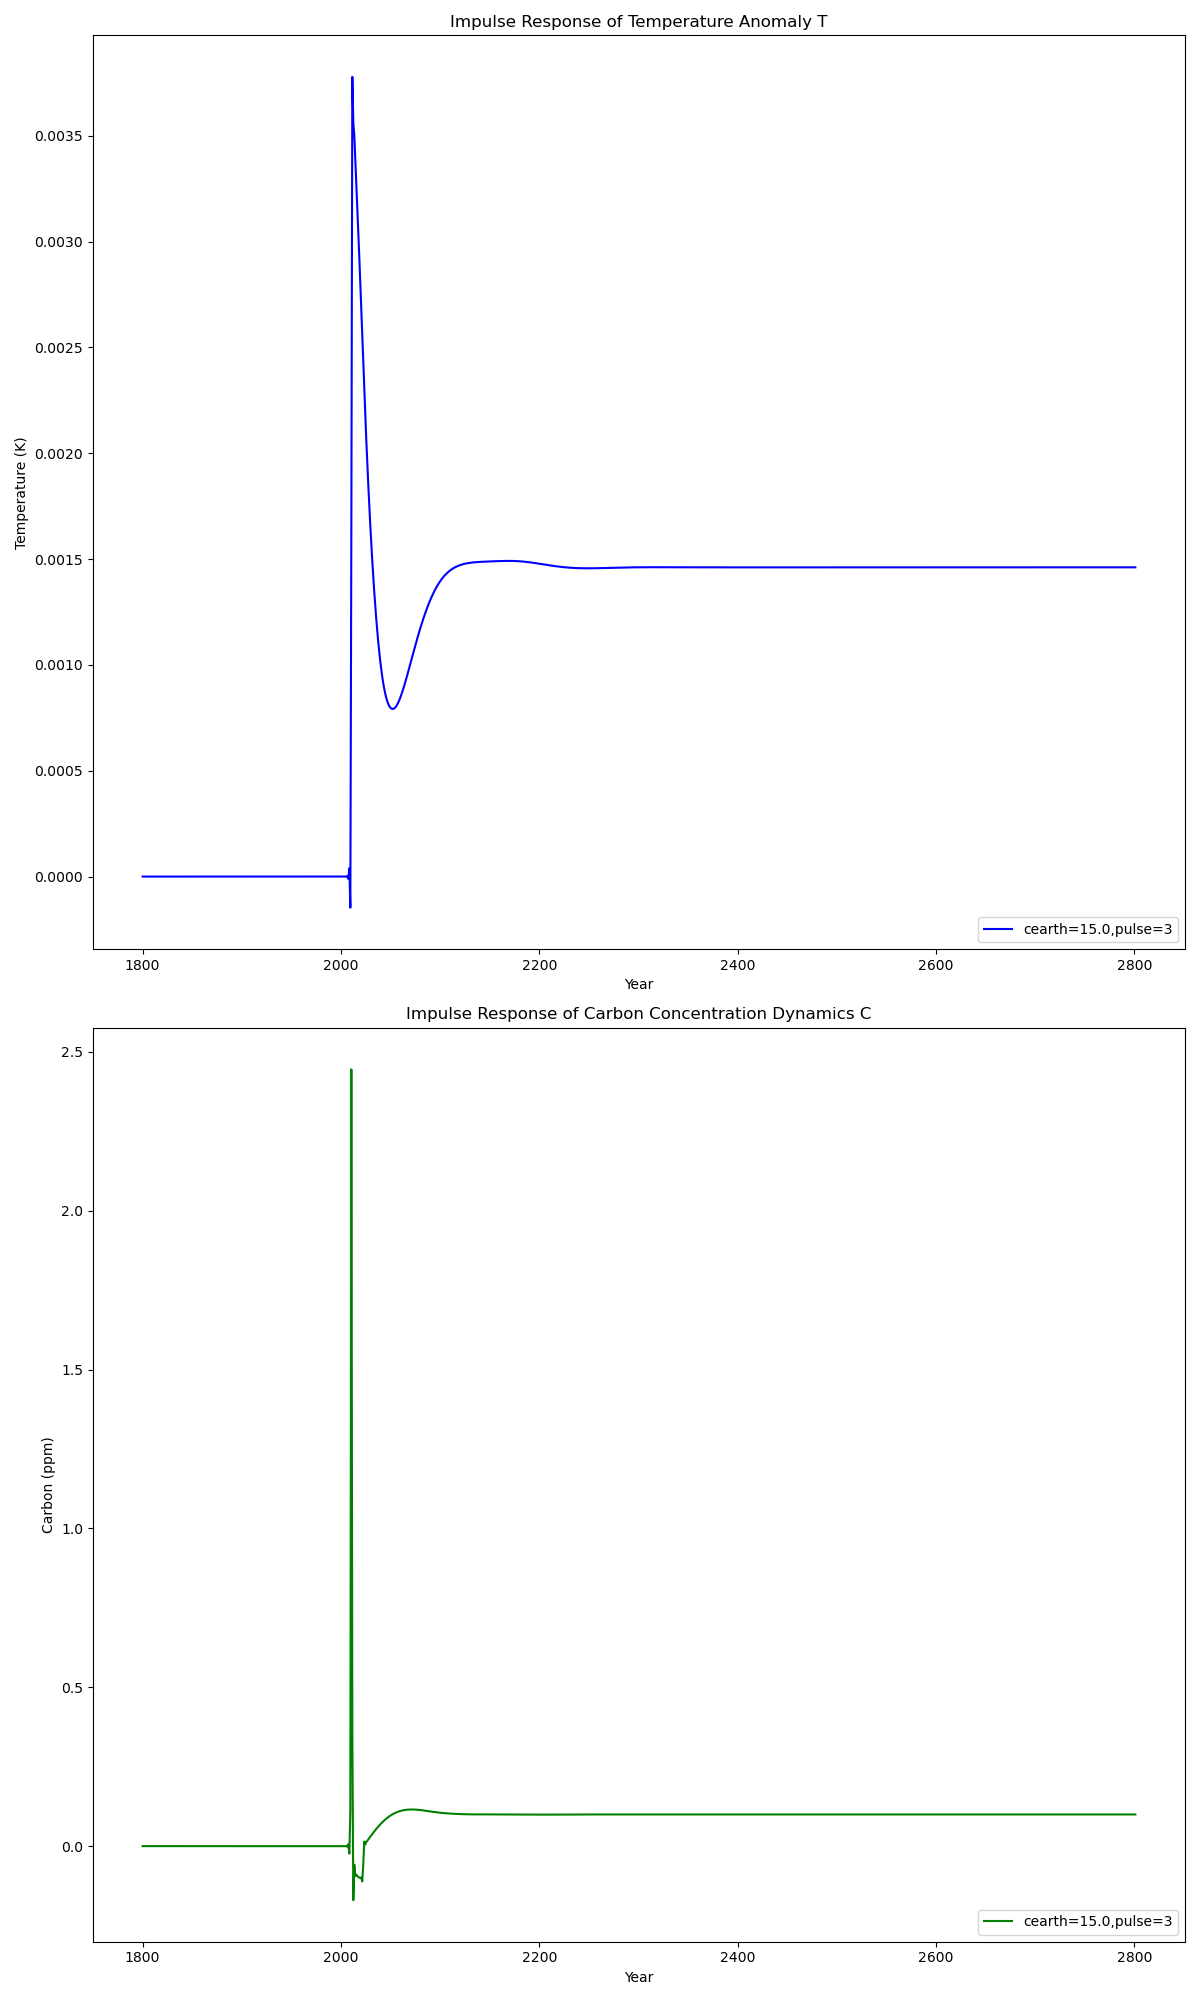 Impulse Response of Temperature Anomaly T
Temperature (K)
0.0035
0.0030
0.0025
0.0020
0.0015
0.0010
0.0005
0.0000
cearth=15.0,pulse=3
1800 2000 2200 2400 2600 2800
Year
Impulse Response of Carbon Concentration Dynamics C
Carbon (ppm)
2.5
2.0
1.5
1.0
0.5
0.0
cearth=15.0,pulse=3
1800 2000 2200 2400 2600 2800
Year